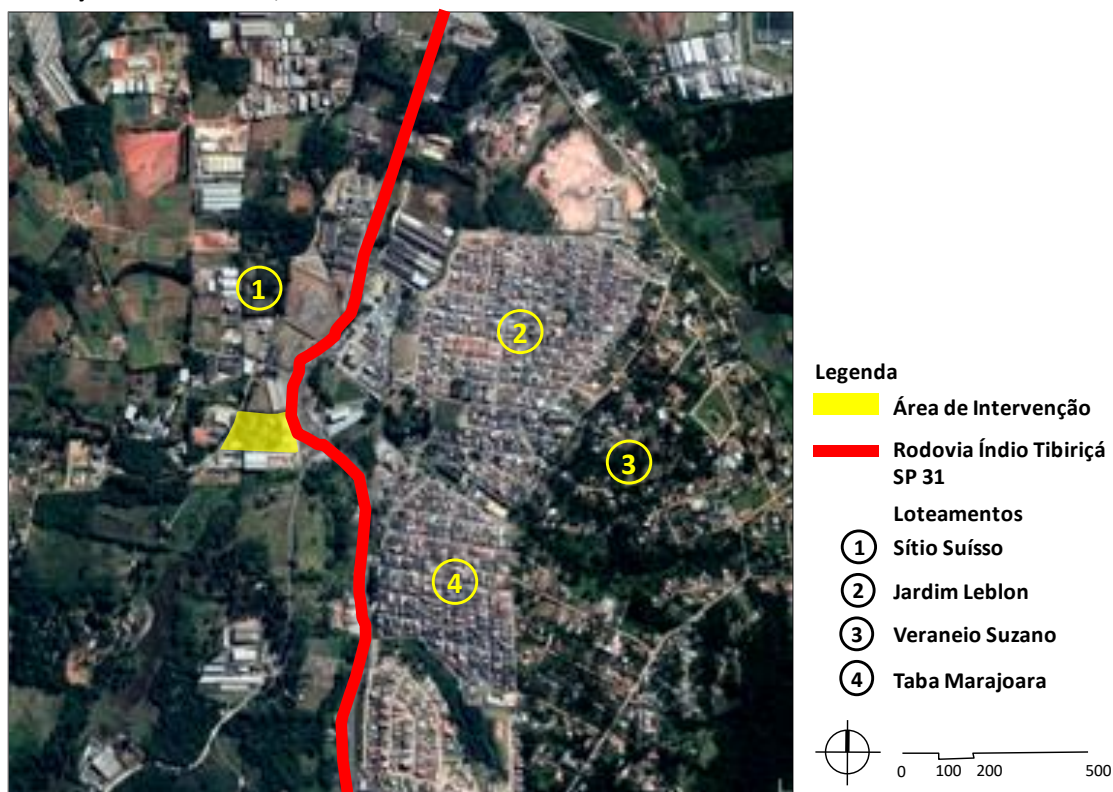 1
2
3
4
Legenda
Área de Intervenção
Rodovia Índio Tibiriçá
SP 31
Loteamentos
1 Sítio Suísso
2 Jardim Leblon
3 Veraneio Suzano
4 Taba Marajoara
0 100 200 500